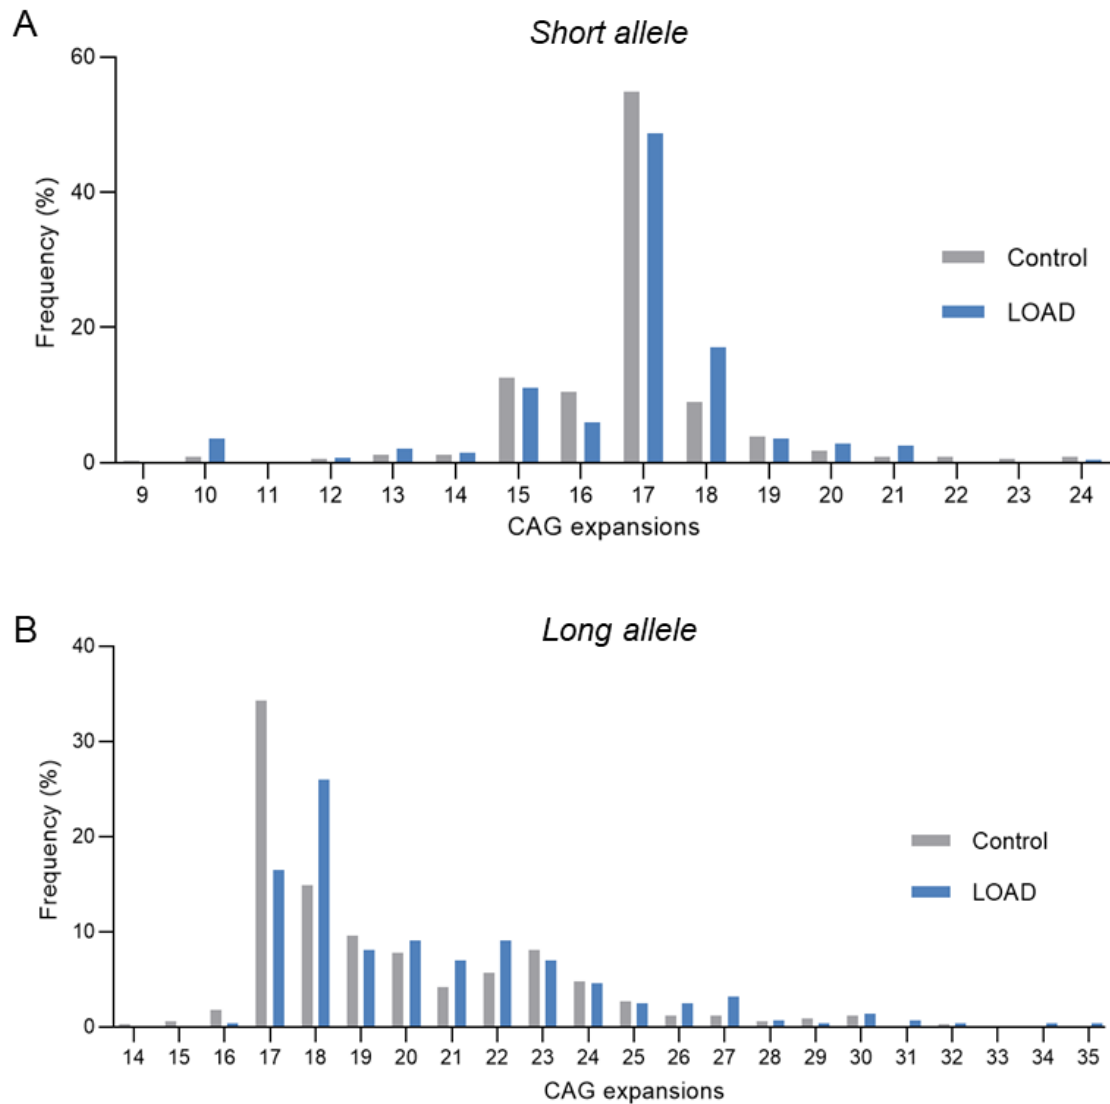 A
Short allele
60
40
20
0
Frequency (%)
Control
LOAD
9 10 11 12 13 14 15 16 17 18 19 20 21 22 23 24
CAG expansions
B
Long allele
40
30
20
10
0
Frequency (%)
Control
LOAD
14 15 16 17 18 19 20 21 22 23 24 25 26 27 28 29 30 31 32 33 34 35
CAG expansions